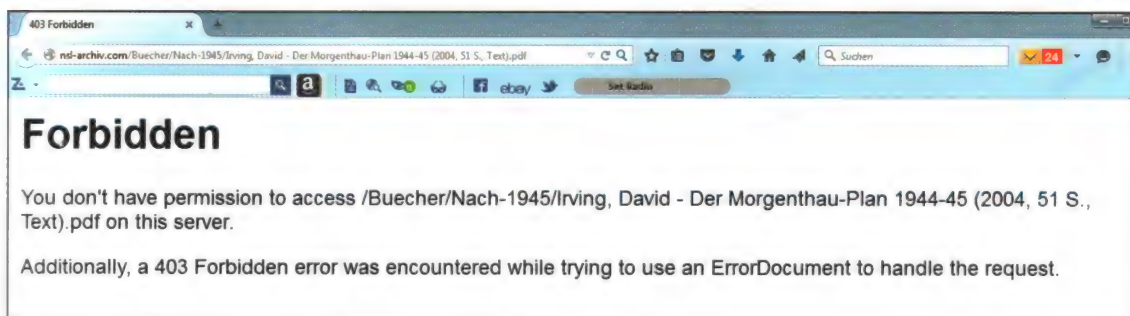 403 Forbidden
nsl-archiv.com/Buecher/Nach-1945/Irving, David - Der Morgenthau-Plan 1944-45 (2004, 51 S., Text).pdf
Suchen
24
a
ebay
Forbidden
You don't have permission to access /Buecher/Nach-1945/Irving, David - Der Morgenthau-Plan 1944-45 (2004, 51 S.,
Text).pdf on this server.
Additionally, a 403 Forbidden error was encountered while trying to use an ErrorDocument to handle the request.